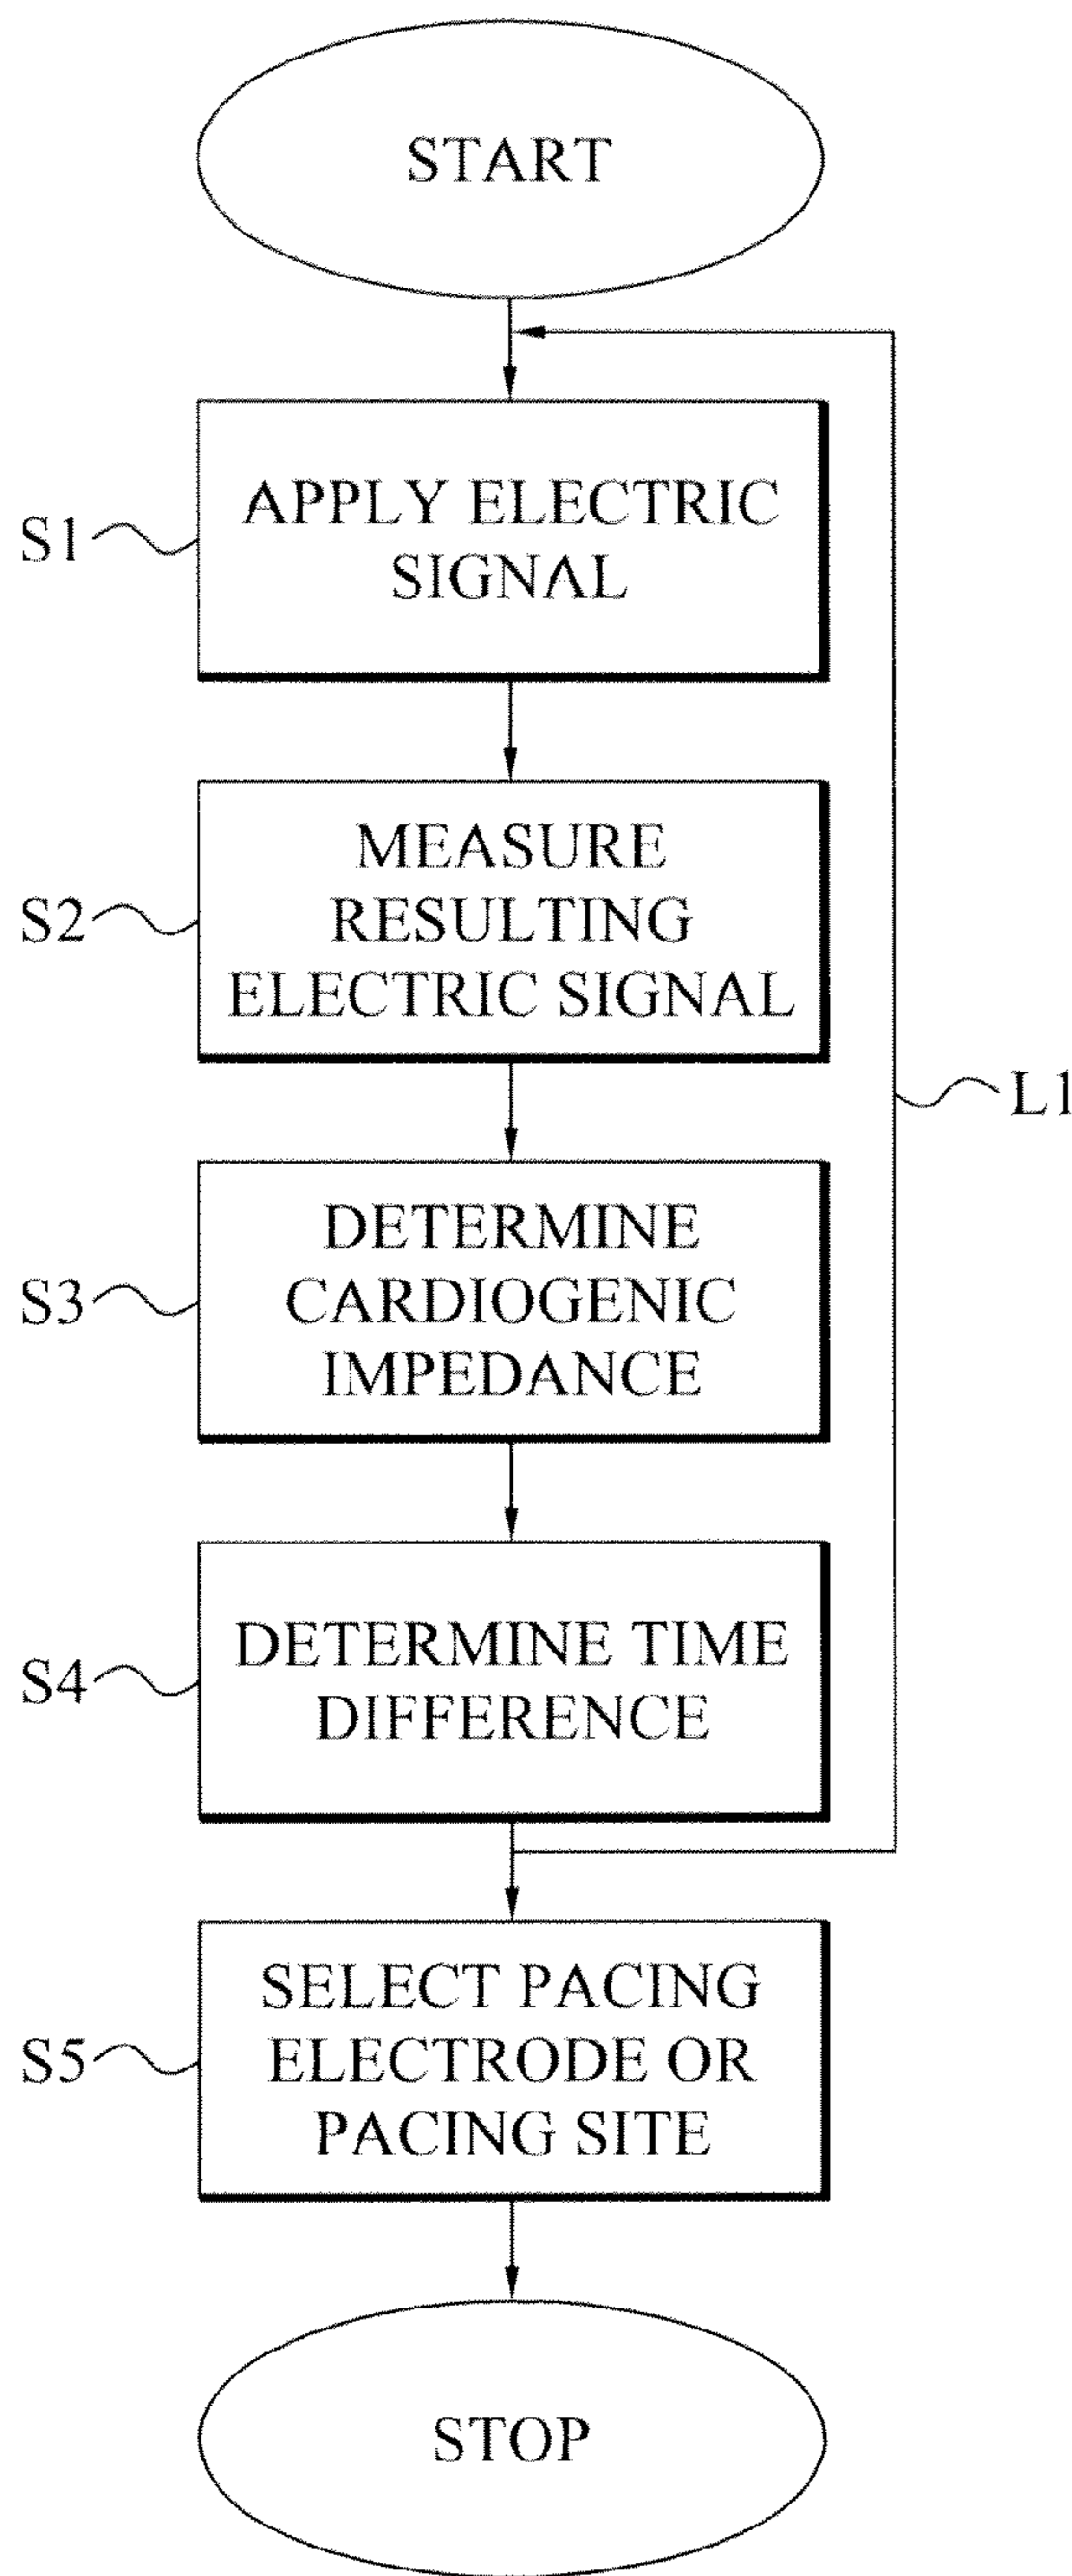 START
APPLY ELECTRIC
SIGNAL
S1
MEASURE
RESULTING
ELECTRIC SIGNAL
S2
L1
DETERMINE
CARDIOGENIC
IMPEDANCE
S3
DETERMINE TIME
DIFFERENCE
S4
SELECT PACING
ELECTRODE OR
PACING SITE
S5
STOP